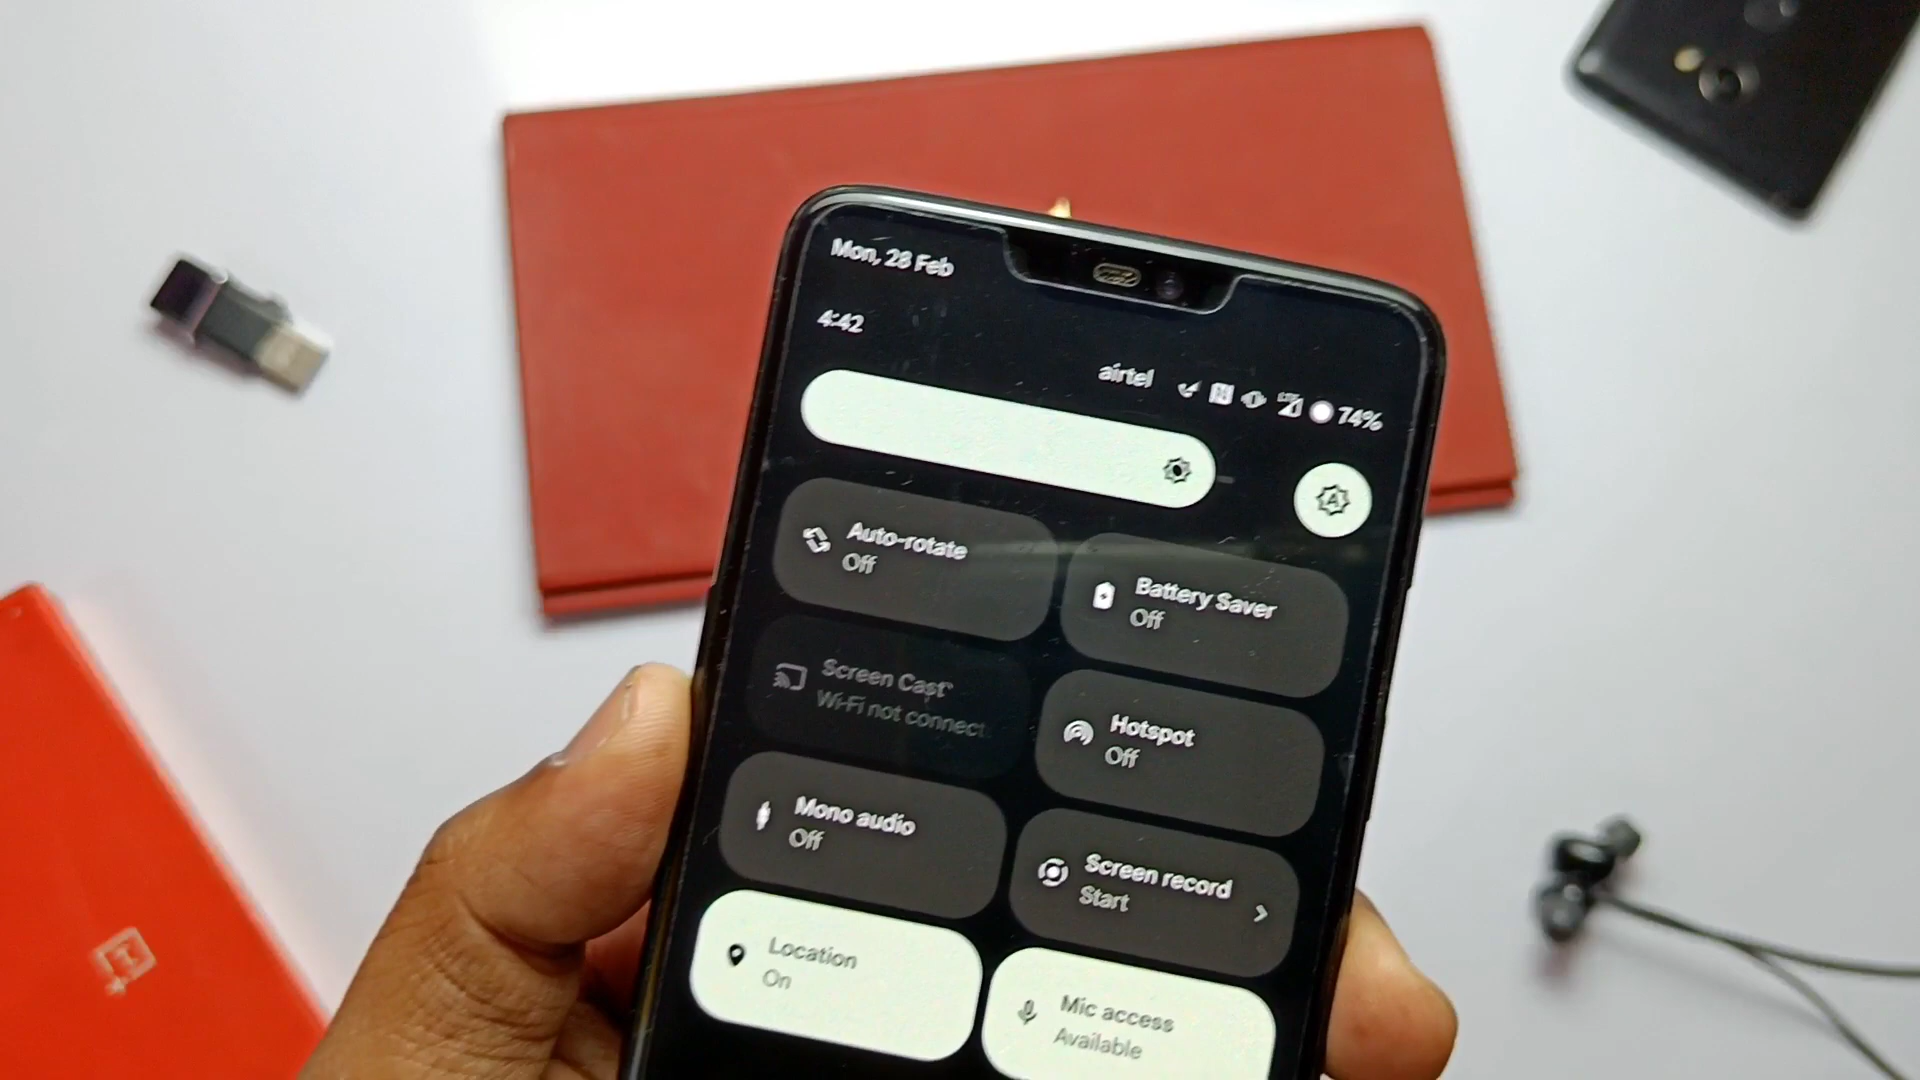 Mon, 28 Feb
4:42
airtel
LTE
74%
A
Auto-rotate
Off
Battery Saver
Off
Screen Cast
Wi-Fi not connect
Hotspot
Off
Mono audio
Off
Screen record
Start
Location
On
Mic access
Available